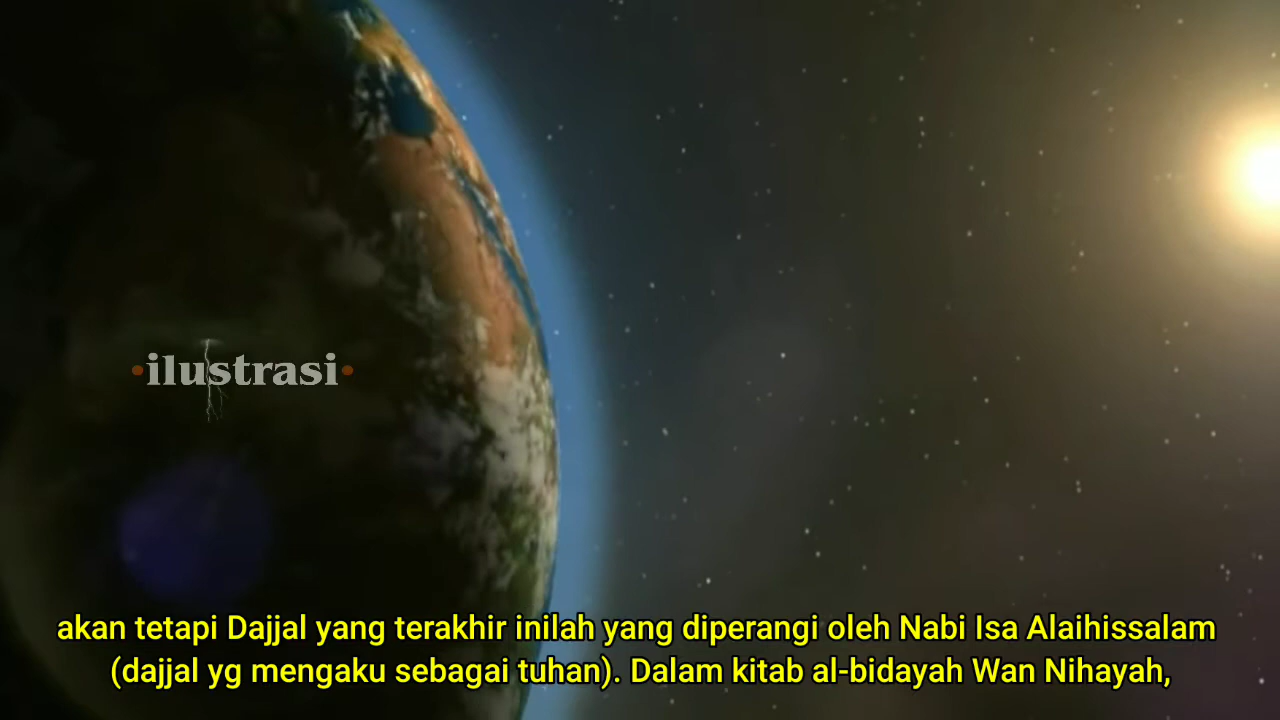 •ilustrasi•
akan tetapi Dajjal yang terakhir inilah yang diperangi oleh Nabi Isa Alaihissalam
(dajjal yg mengaku sebagai tuhan). Dalam kitab al-bidayah Wan Nihayah,